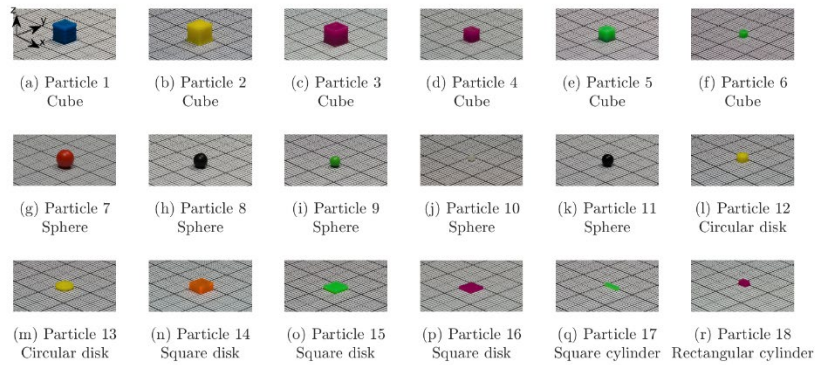 z
y
x
(a) Particle 1
Cube
(b) Particle 2
Cube
(c) Particle 3
Cube
(d) Particle 4
Cube
(e) Particle 5
Cube
(f) Particle 6
Cube
(g) Particle 7
Sphere
(h) Particle 8
Sphere
(i) Particle 9
Sphere
(j) Particle 10
Sphere
(k) Particle 11
Sphere
(l) Particle 12
Circular disk
(m) Particle 13
Circular disk
(n) Particle 14
Square disk
(o) Particle 15
Square disk
(p) Particle 16
Square disk
(q) Particle 17
Square cylinder
(r) Particle 18
Rectangular cylinder